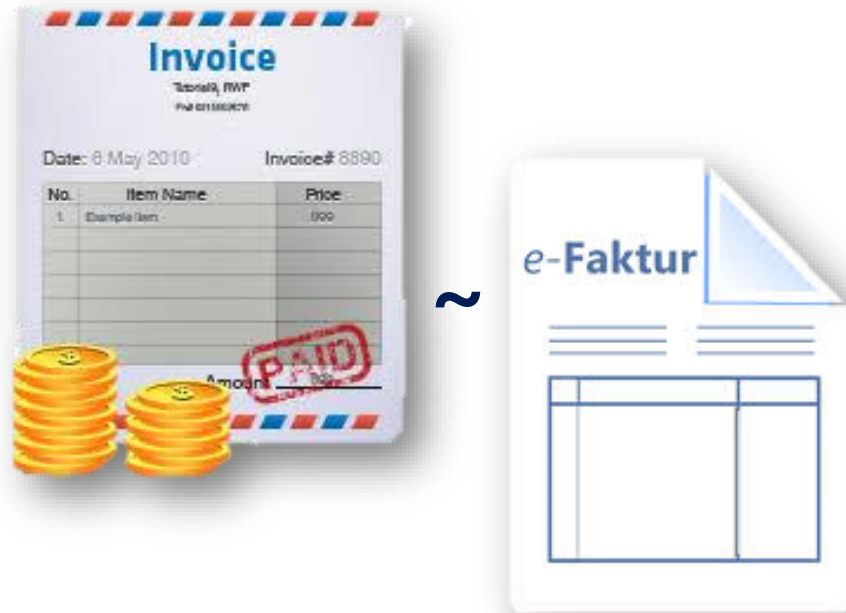 Invoice
Date: 6 May 2010 Invoice# 8890
No. Item Name Price
1 Example Item
Amount
PAID
~
e-Faktur